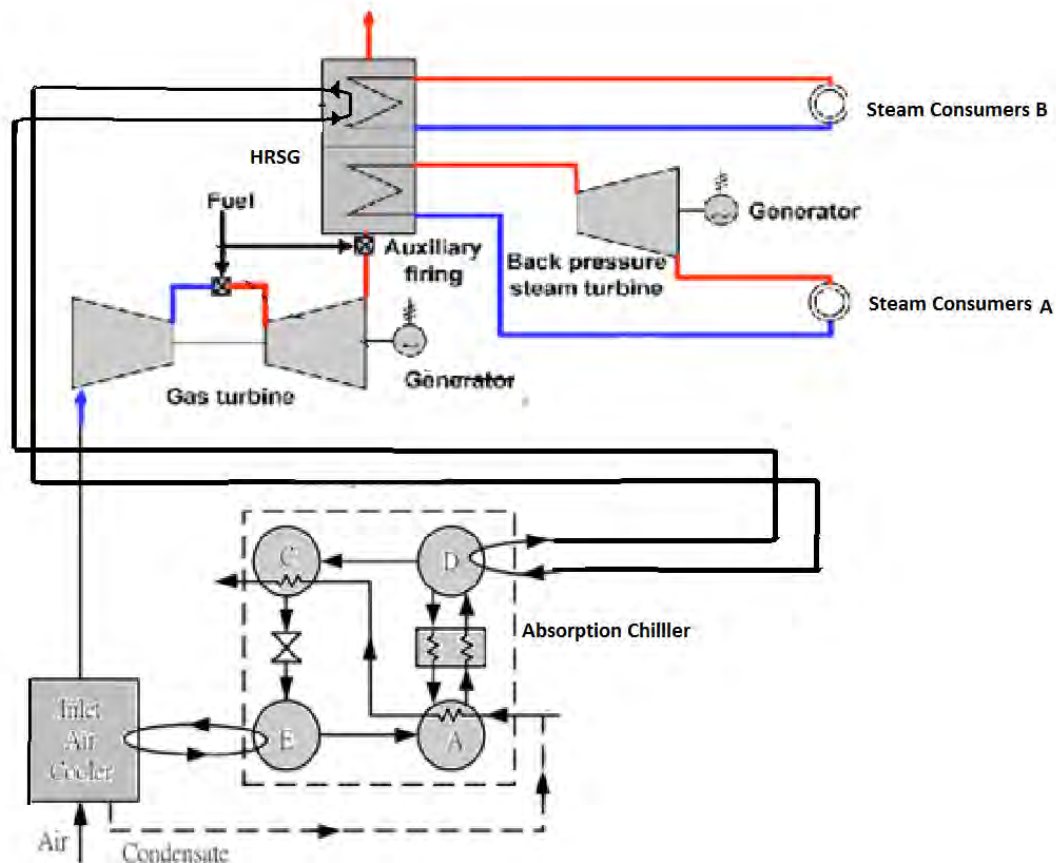 Steam Consumers B
HRSG
Fuel
Generator
Auxiliary
firing
Back pressure
steam turbine
Steam Consumers A
Gas turbine
Generator
C
D
Absorption Chilller
Inlet
Air
Cooler
E
A
Air
Condensate